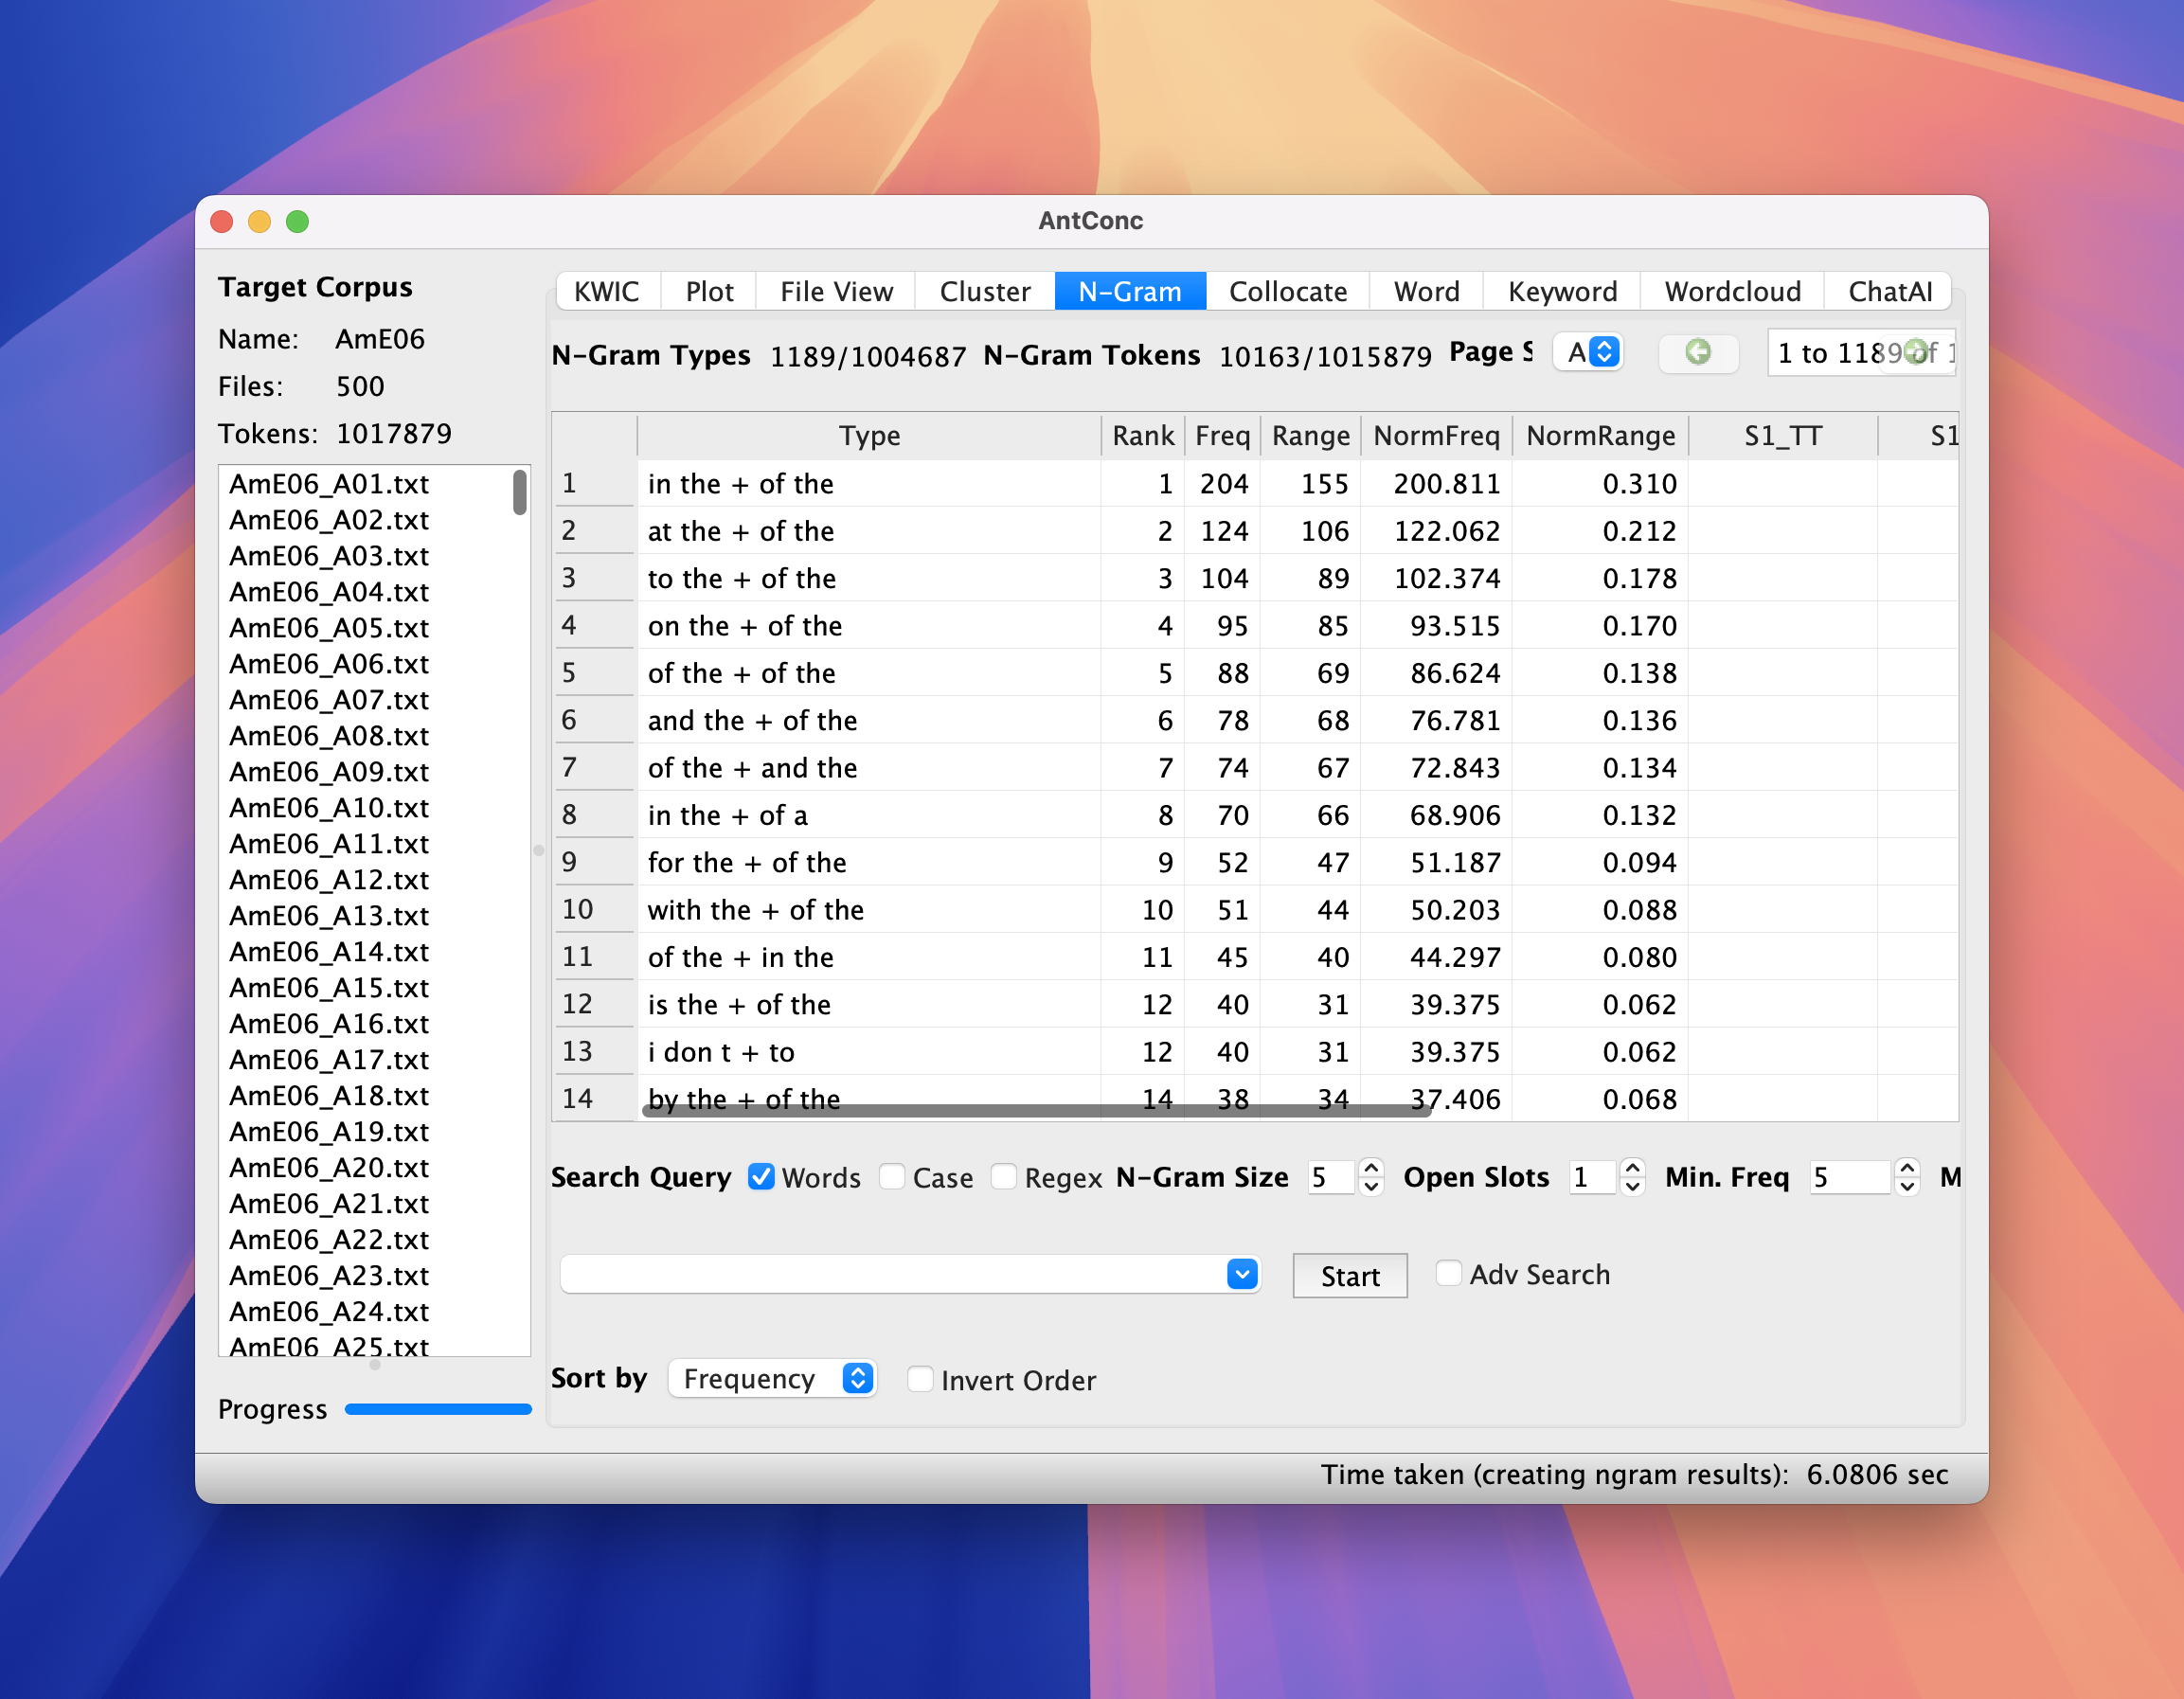 AntConc
Target Corpus
Name: AmE06
Files: 500
Tokens: 1017879
AmE06_A01.txt
AmE06_A02.txt
AmE06_A03.txt
AmE06_A04.txt
AmE06_A05.txt
AmE06_A06.txt
AmE06_A07.txt
AmE06_A08.txt
AmE06_A09.txt
AmE06_A10.txt
AmE06_A11.txt
AmE06_A12.txt
AmE06_A13.txt
AmE06_A14.txt
AmE06_A15.txt
AmE06_A16.txt
AmE06_A17.txt
AmE06_A18.txt
AmE06_A19.txt
AmE06_A20.txt
AmE06_A21.txt
AmE06_A22.txt
AmE06_A23.txt
AmE06_A24.txt
AmE06_A25.txt
Progress
KWIC Plot File View Cluster N-Gram Collocate Word Keyword Wordcloud ChatAI
N-Gram Types 1189/1004687 N-Gram Tokens 10163/1015879 Page S A 1 to 1189 of 1
Type Rank Freq Range NormFreq NormRange S1_TT S1
1 in the + of the 1 204 155 200.811 0.310
2 at the + of the 2 124 106 122.062 0.212
3 to the + of the 3 104 89 102.374 0.178
4 on the + of the 4 95 85 93.515 0.170
5 of the + of the 5 88 69 86.624 0.138
6 and the + of the 6 78 68 76.781 0.136
7 of the + and the 7 74 67 72.843 0.134
8 in the + of a 8 70 66 68.906 0.132
9 for the + of the 9 52 47 51.187 0.094
10 with the + of the 10 51 44 50.203 0.088
11 of the + in the 11 45 40 44.297 0.080
12 is the + of the 12 40 31 39.375 0.062
13 i don t + to 12 40 31 39.375 0.062
14 by the + of the 14 38 34 37.406 0.068
Search Query Words Case Regex N-Gram Size 5 Open Slots 1 Min. Freq 5 M
Start Adv Search
Sort by Frequency Invert Order
Time taken (creating ngram results): 6.0806 sec